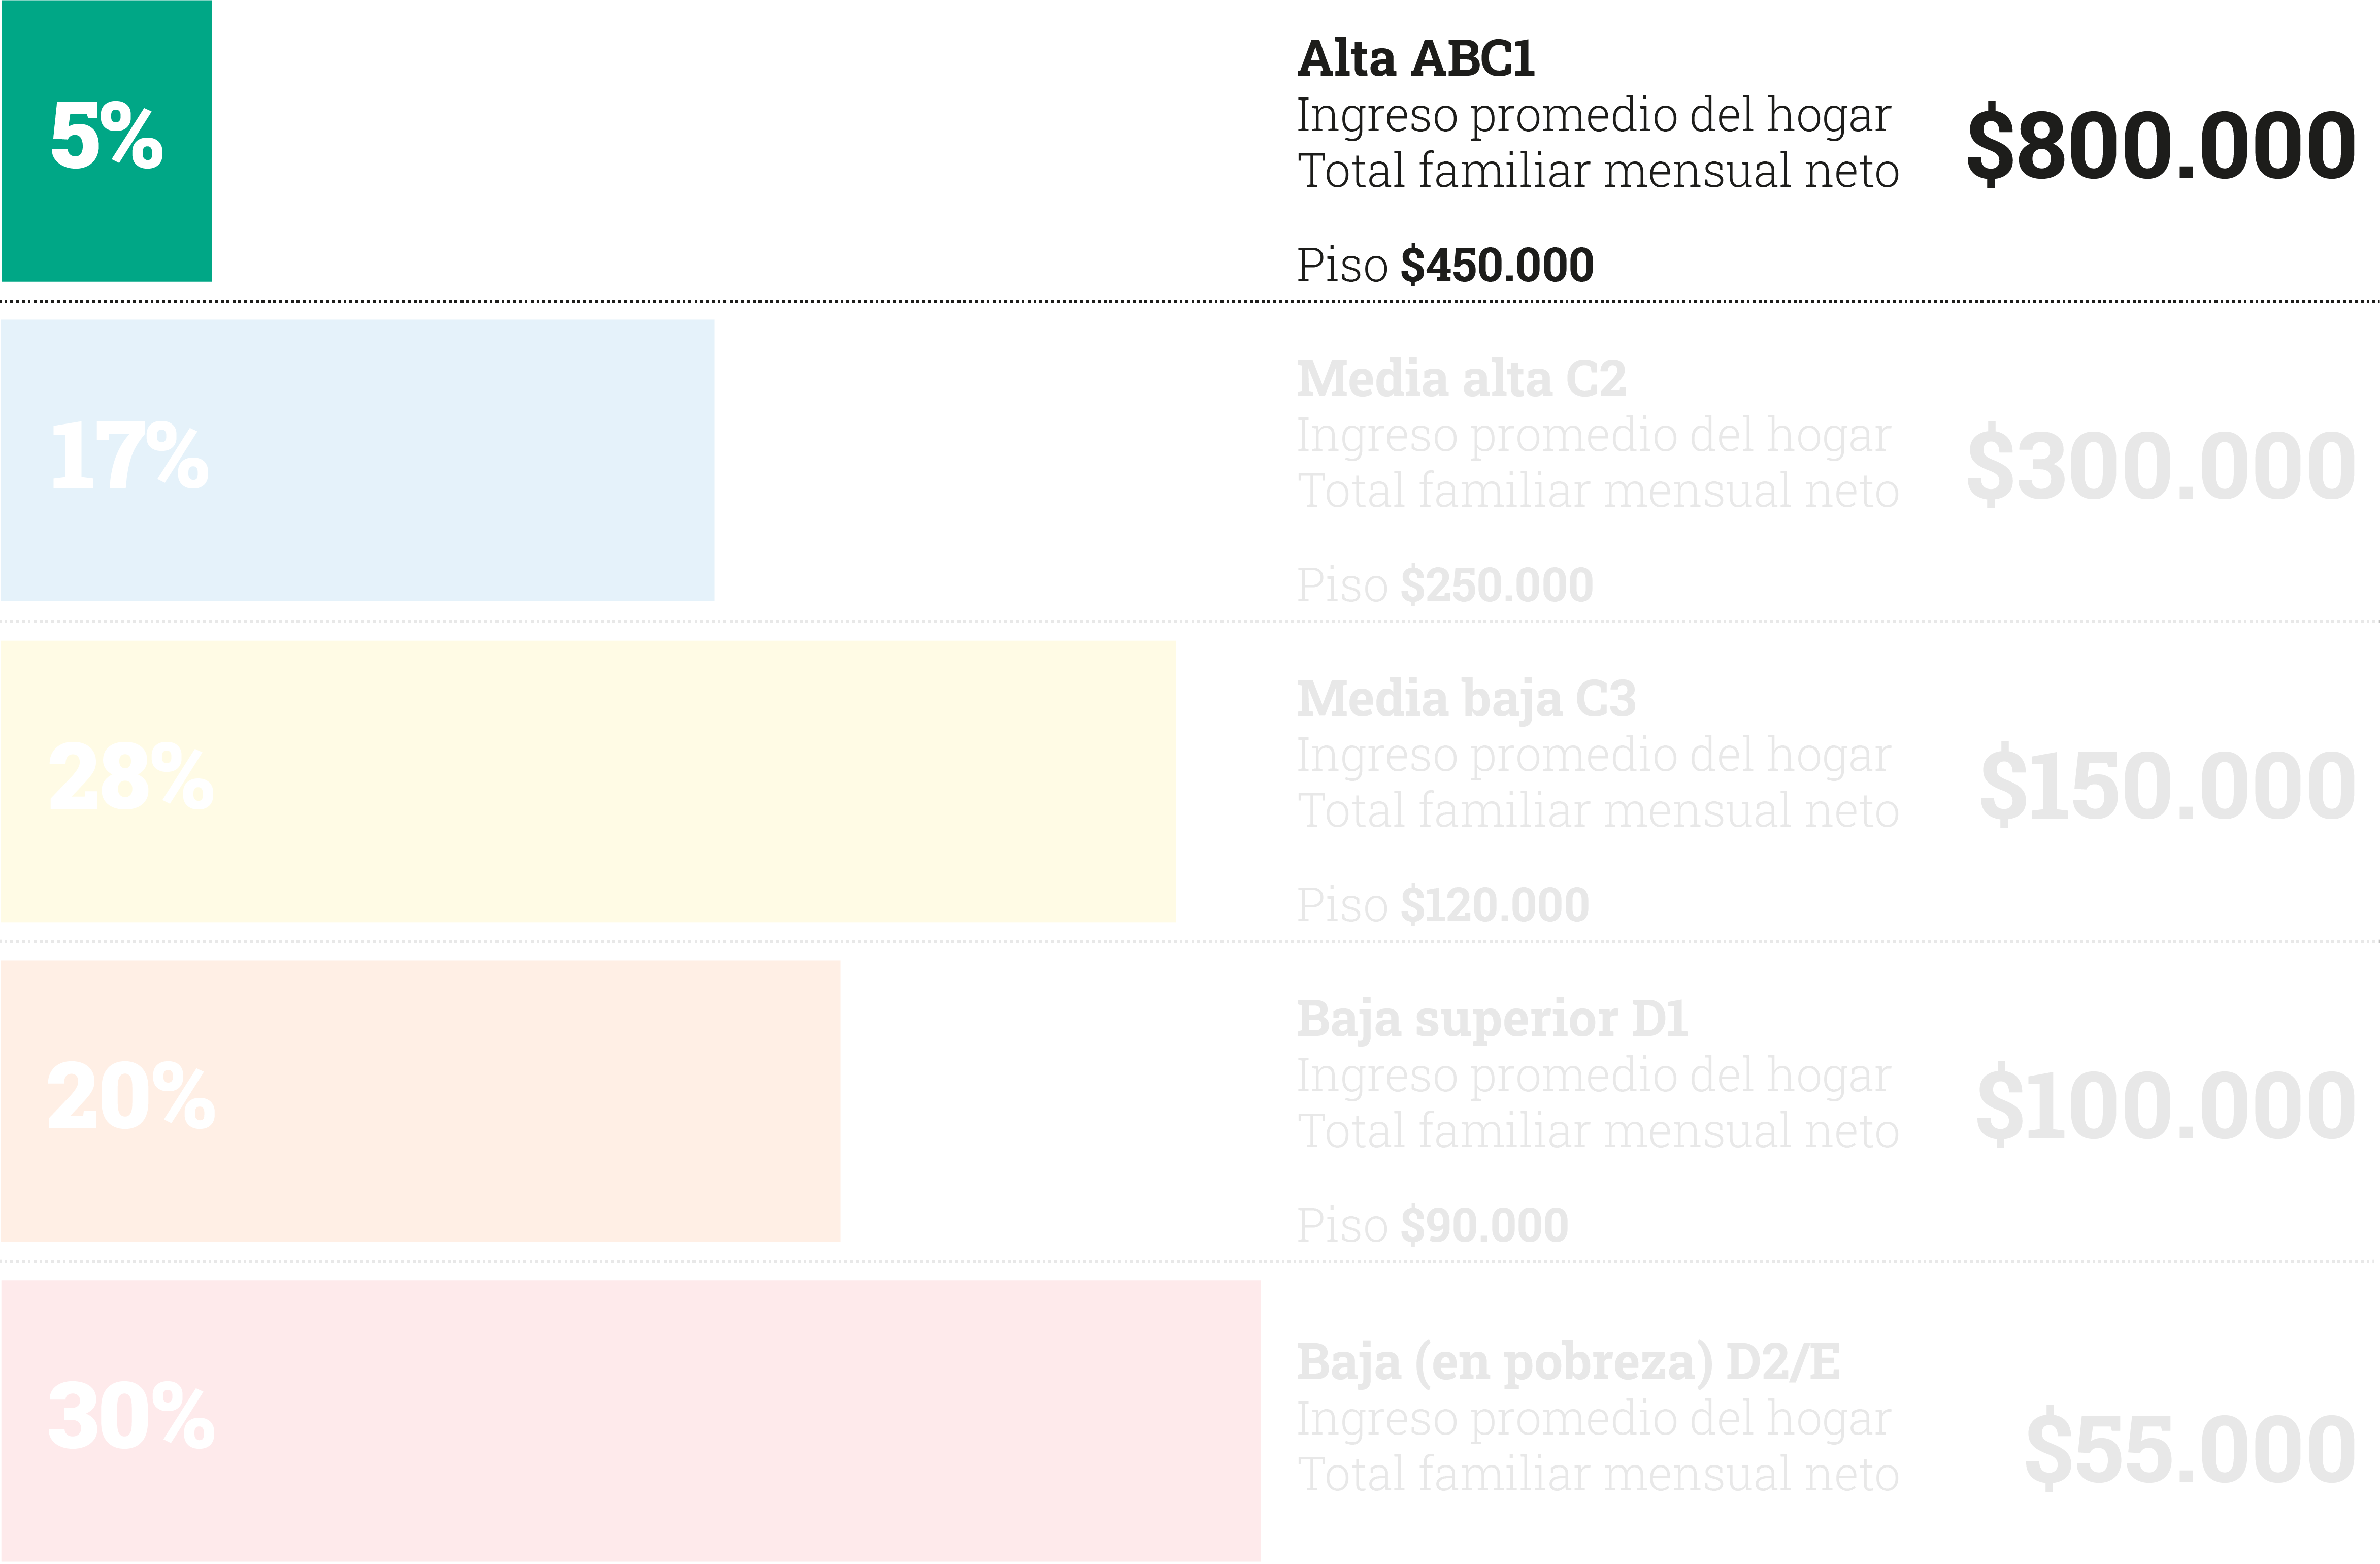 5%
Alta ABC1
Ingreso promedio del hogar
Total familiar mensual neto
$800.000
Piso $450.000
17%
Media alta C2
Ingreso promedio del hogar
Total familiar mensual neto
$300.000
Piso $250.000
28%
Media baja C3
Ingreso promedio del hogar
Total familiar mensual neto
$150.000
Piso $120.000
20%
Baja superior D1
Ingreso promedio del hogar
Total familiar mensual neto
$100.000
Piso $90.000
30%
Baja (en pobreza) D2/E
Ingreso promedio del hogar
Total familiar mensual neto
$55.000